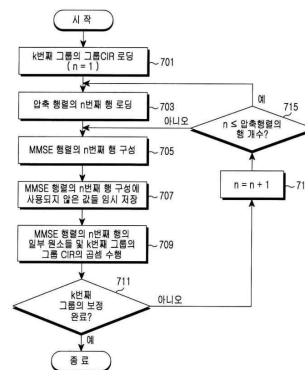 시 작
k번째 그룹의 그룹CIR 로딩
( n = 1 )
701
압축 행렬의 n번째 행 로딩
703
MMSE 행렬의 n번째 행 구성
705
MMSE 행렬의 n번째 행 구성에
사용되지 않은 값들 임시 저장
707
MMSE 행렬의 n번째 행의
일부 원소들 및 k번째 그룹의
그룹 CIR의 곱셈 수행
709
k번째
그룹의 보정
완료?
711
아니오
예
종 료
n = n + 1
71
n ≤ 압축행렬의
행 개수?
715
예
아니오